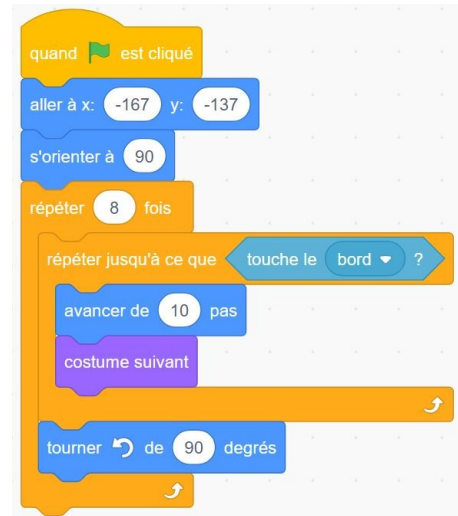 quand est cliqué
aller à x: -167 y: -137
s'orienter à 90
répéter 8 fois
répéter jusqu'à ce que touche le bord ?
avancer de 10 pas
costume suivant
tourner de 90 degrés